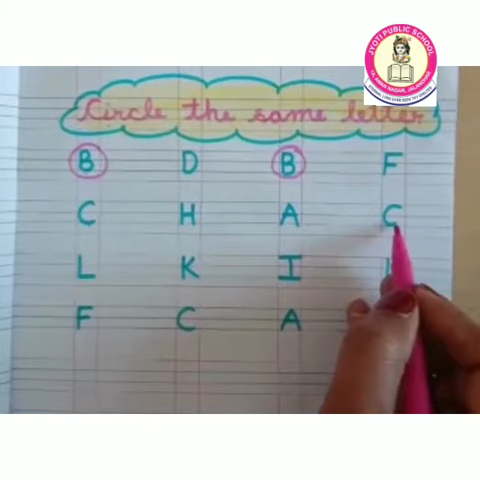 JYOTI PUBLIC SCHOOL
Circle the same letter
B D B F
C H A C
L K I
F C A